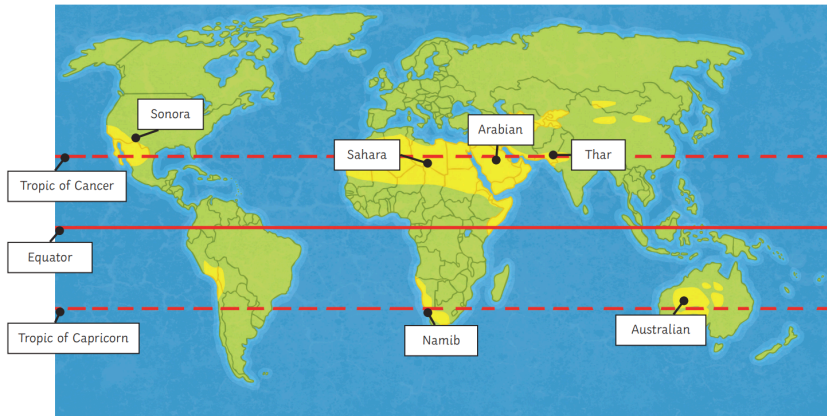 Sonora
Arabian
Sahara
Thar
Tropic of Cancer
Equator
Tropic of Capricorn
Namib
Australian